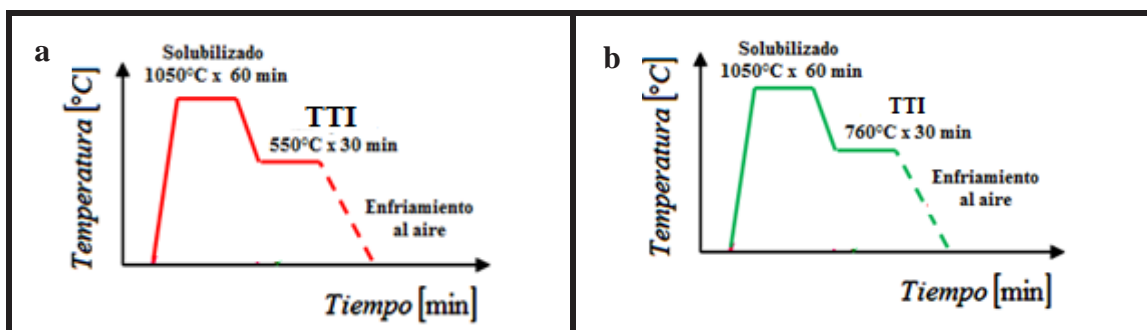 a
Solubilizado
1050°C x 60 min
TTI
550°C x 30 min
Enfriamiento
al aire
Temperatura [°C]
Tiempo [min]
b
Solubilizado
1050°C x 60 min
TTI
760°C x 30 min
Enfriamiento
al aire
Temperatura [°C]
Tiempo [min]